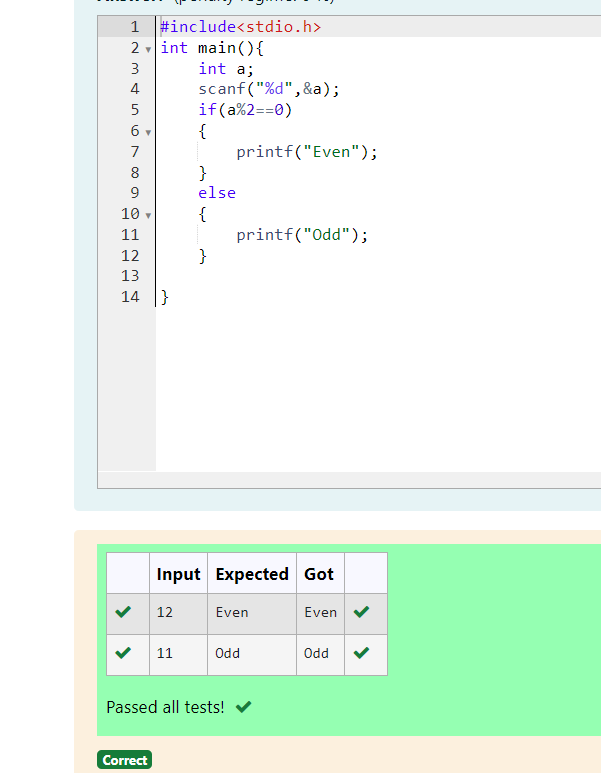 1 #include<stdio.h>
2 int main(){
3 int a;
4 scanf("%d",&a);
5 if(a%2==0)
6 {
7 printf("Even");
8 }
9 else
10 {
11 printf("Odd");
12 }
13
14 }
Input Expected Got
12 Even Even
11 Odd Odd
Passed all tests!
Correct